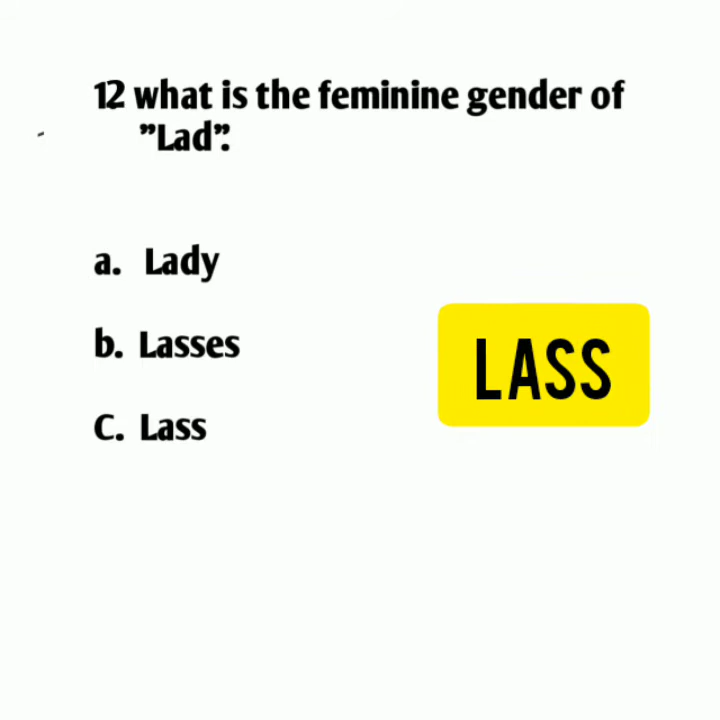 12 what is the feminine gender of
”Lad”.
a. Lady
b. Lasses
C. Lass
LASS